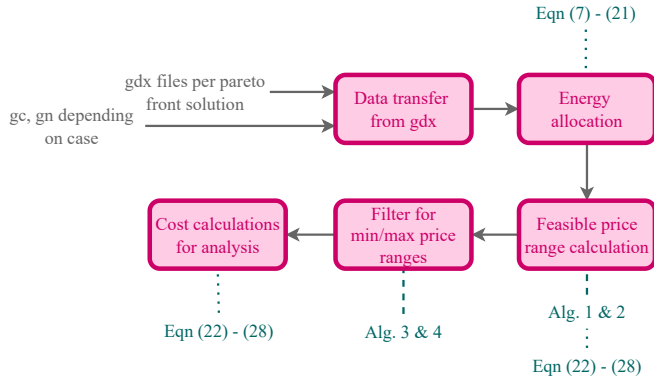 Eqn (7) - (21)
gdx files per pareto
front solution
gc, gn depending
on case
Data transfer
from gdx
Energy
allocation
Cost calculations
for analysis
Filter for
min/max price
ranges
Feasible price
range calculation
Eqn (22) - (28)
Alg. 3 & 4
Alg. 1 & 2
Eqn (22) - (28)